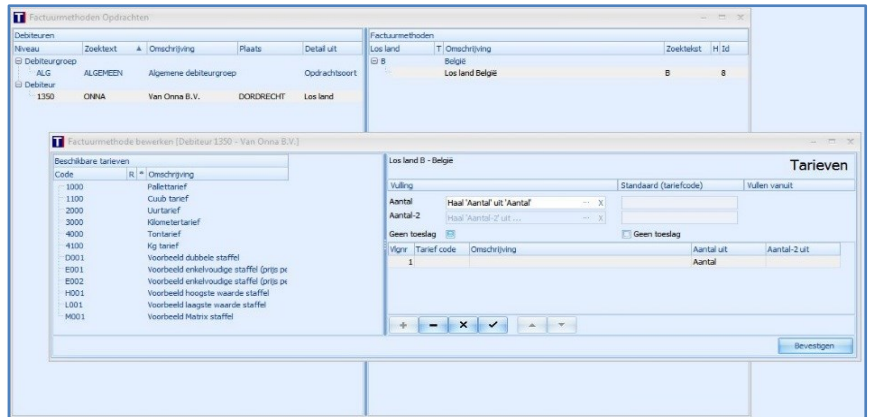 Factuurmethoden Opdrachten
Debiteuren
Niveau Zoektext Omschrijving Plaats Detail uit
Debiteurgroep
ALG ALGEMEEN Algemene debiteurgroep Opdrachtsoort
Debiteur
1350 ONNA Van Onna B.V. DORDRECHT Los land
Factuurmethoden
Los land T Omschrijving Zoektekst H Id
B België
Los land België B 8
Factuurmethode bewerken [Debiteur 1350 - Van Onna B.V.]
Beschikbare tarieven
Code R * Omschrijving
1000 Pallettarief
1100 Cuub tarief
2000 Uurtarief
3000 Kilometertarief
4000 Tontarief
4100 Kg tarief
D001 Voorbeeld dubbele staffel
E001 Voorbeeld enkelvoudige staffel (prijs pe
E002 Voorbeeld enkelvoudige staffel (prijs pe
H001 Voorbeeld hoogste waarde staffel
L001 Voorbeeld laagste waarde staffel
M001 Voorbeeld Matrix staffel
Los land B - België
Tarieven
Vulling Standaard (tariefcode) Vullen vanuit
Aantal Haal 'Aantal' uit 'Aantal' ... X
Aantal-2 Haal 'Aantal-2' uit ... ... X
Geen toeslag Geen toeslag
Vlgnr Tarief code Omschrijving Aantal uit Aantal-2 uit
1 Aantal
Bevestigen